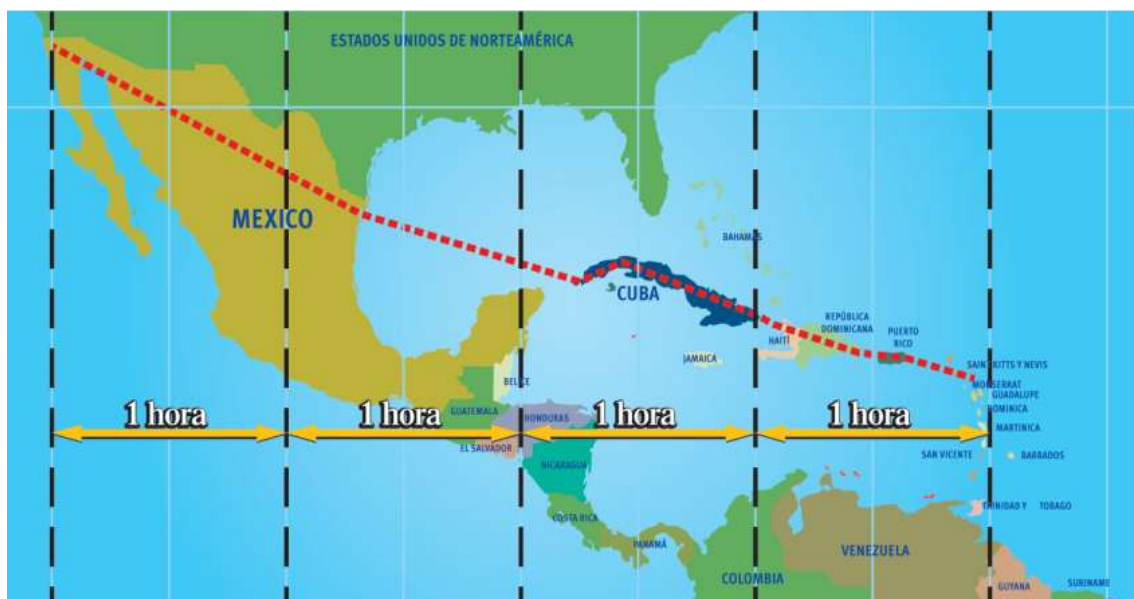 ESTADOS UNIDOS DE NORTEAMÉRICA
MEXICO
BAHAMAS
CUBA
REPÚBLICA
DOMINICANA
PUERTO
RICO
HAITÍ
JAMAICA
BELICE
SAINT KITTS Y NEVIS
MONSERRAT
GUADALUPE
DOMINICA
MARTINICA
GUATEMALA
HONDURAS
1 hora
1 hora
1 hora
1 hora
EL SALVADOR
NICARAGUA
SAN VICENTE
BARBADOS
COSTA RICA
TRINIDAD Y TOBAGO
PANAMÁ
VENEZUELA
COLOMBIA
GUYANA
SURINAME